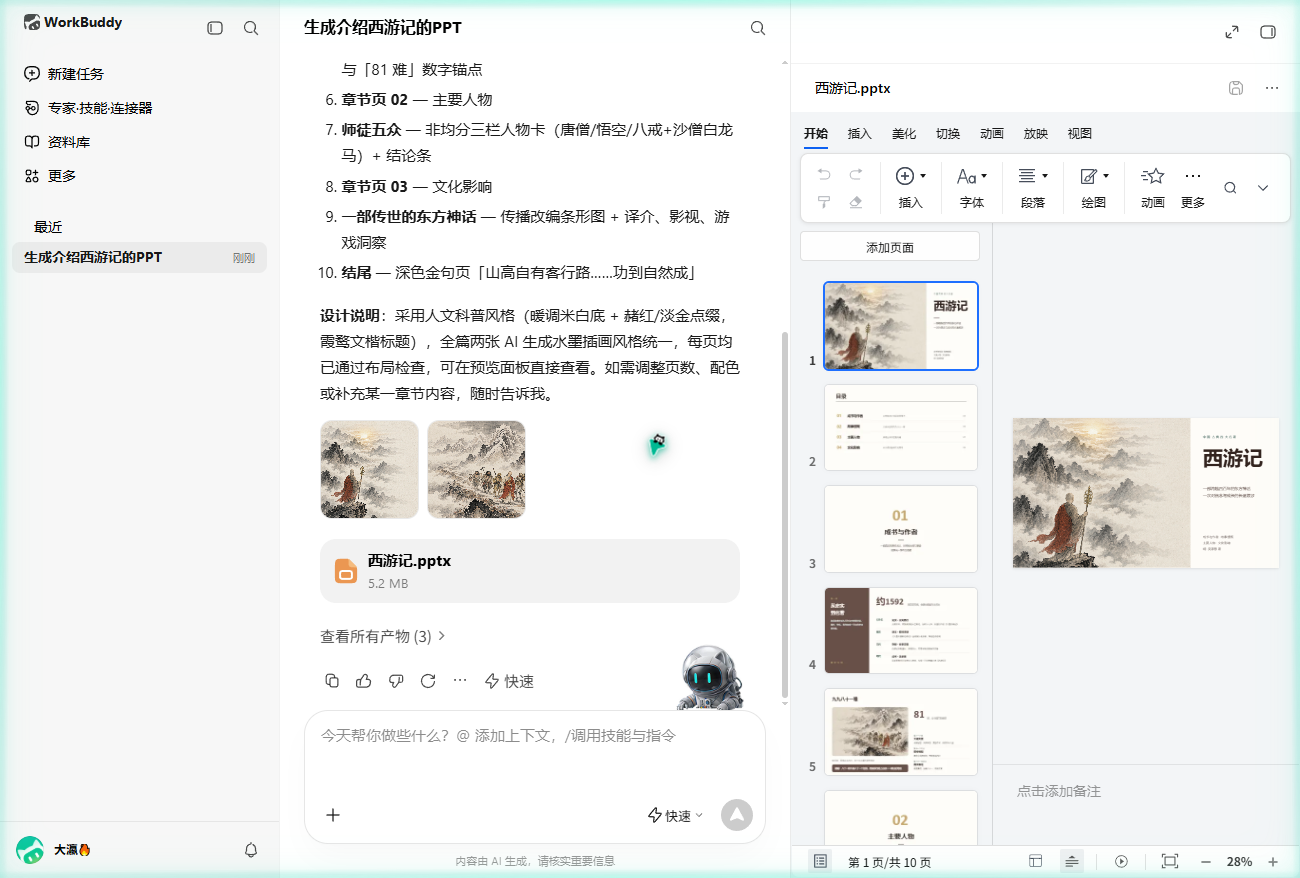 WorkBuddy
新建任务
专家·技能·连接器
资料库
更多
最近
生成介绍西游记的PPT
刚刚
大瀛🔥
生成介绍西游记的PPT
与「81 难」数字锚点
6. 章节页 02 — 主要人物
7. 师徒五众 — 非均分三栏人物卡（唐僧/悟空/八戒+沙僧白龙
马）+ 结论条
8. 章节页 03 — 文化影响
9. 一部传世的东方神话 — 传播改编条形图 + 译介、影视、游
戏洞察
10. 结尾 — 深色金句页「山高自有客行路……功到自然成」
设计说明：采用人文科普风格（暖调米白底 + 赭红/淡金点缀，
霞鹜文楷标题），全篇两张 AI 生成水墨插画风格统一，每页均
已通过布局检查，可在预览面板直接查看。如需调整页数、配色
或补充某一章节内容，随时告诉我。
西游记.pptx
5.2 MB
查看所有产物 (3)
快速
今天帮你做些什么？@ 添加上下文，/调用技能与指令
快速
内容由 AI 生成，请核实重要信息
西游记.pptx
开始 插入 美化 切换 动画 放映 视图
插入 字体 段落 绘图 动画 更多
添加页面
1
西游记
2
目录
3
01
成书与作者
4
约1592
5
九九八十一难
81
02
主要人物
西游记
点击添加备注
第 1 页/共 10 页
28%